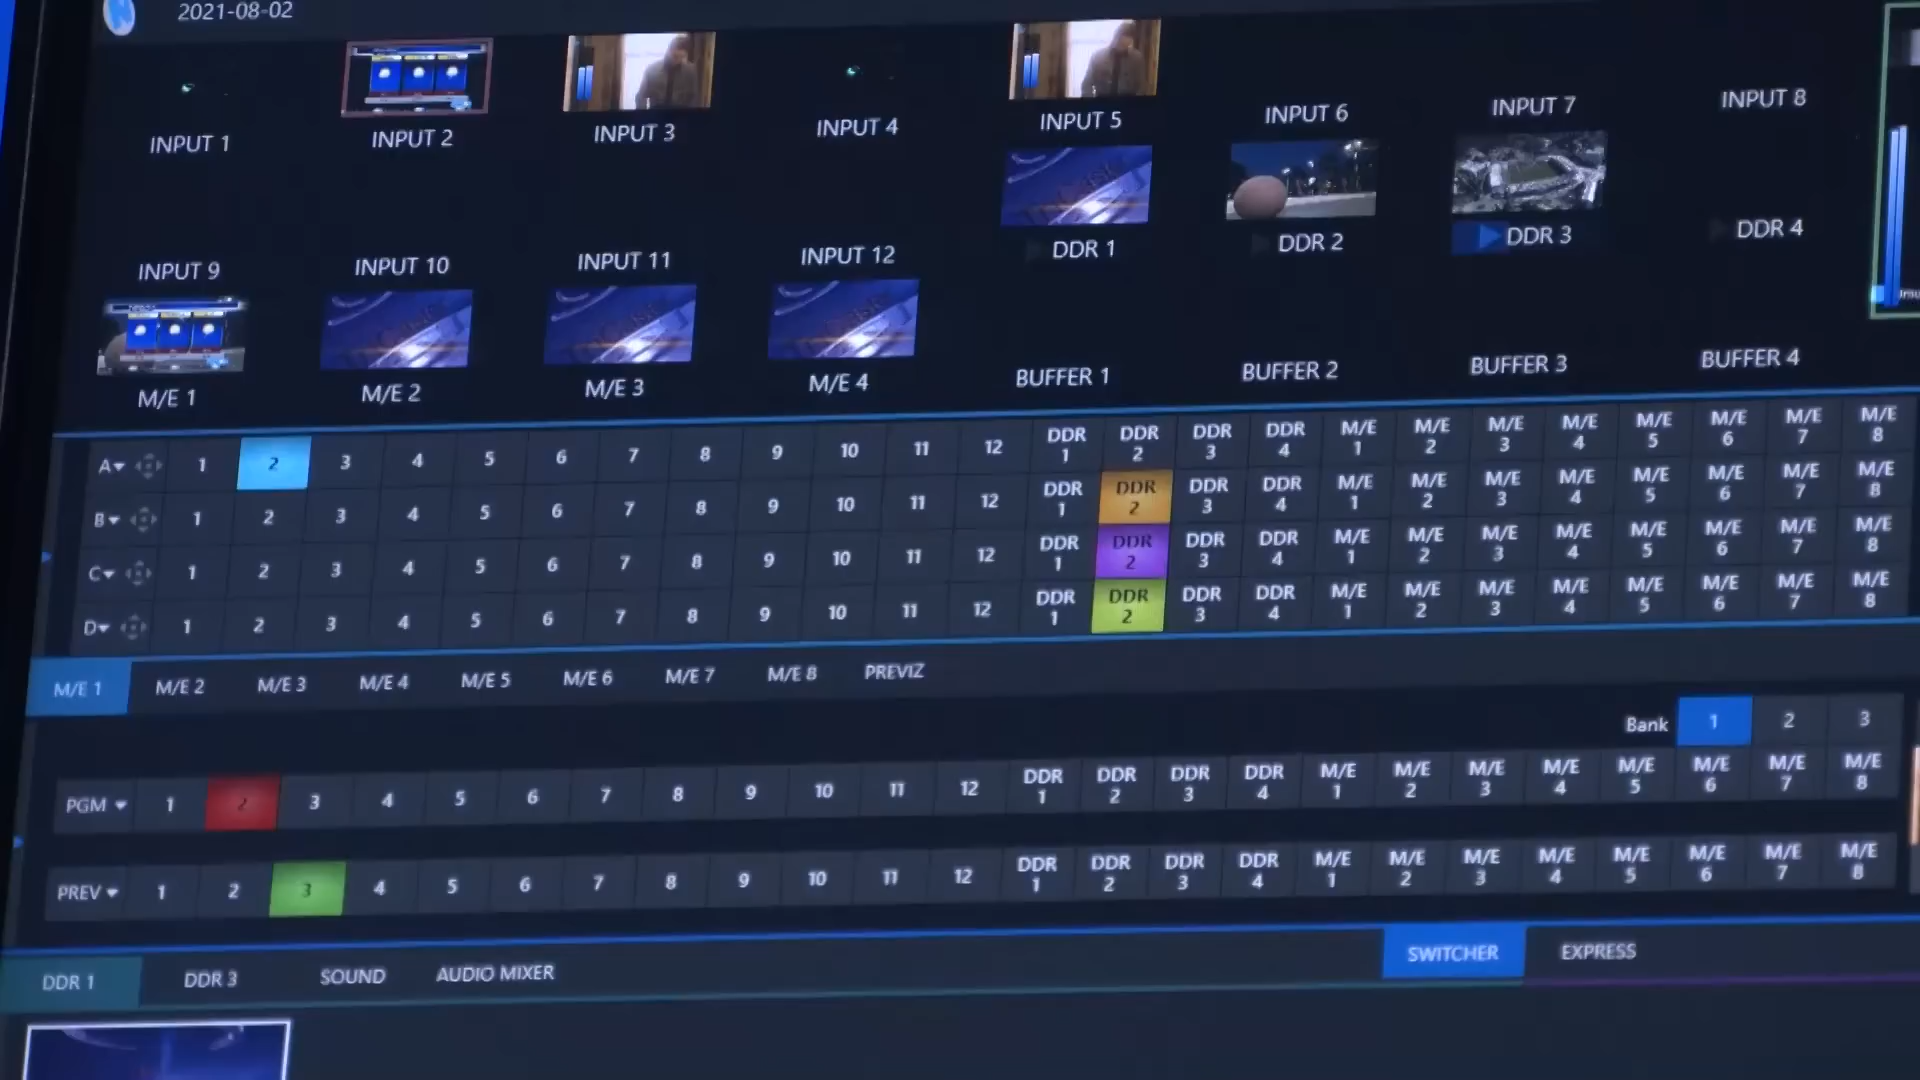 2021-08-02
INPUT 1 INPUT 2 INPUT 3 INPUT 4 INPUT 5 INPUT 6 INPUT 7 INPUT 8
INPUT 9 INPUT 10 INPUT 11 INPUT 12 DDR 1 DDR 2 DDR 3 DDR 4
M/E 1 M/E 2 M/E 3 M/E 4 BUFFER 1 BUFFER 2 BUFFER 3 BUFFER 4
A 1 2 3 4 5 6 7 8 9 10 11 12 DDR 1 DDR 2 DDR 3 DDR 4 M/E 1 M/E 2 M/E 3 M/E 4 M/E 5 M/E 6 M/E 7 M/E 8
B 1 2 3 4 5 6 7 8 9 10 11 12 DDR 1 DDR 2 DDR 3 DDR 4 M/E 1 M/E 2 M/E 3 M/E 4 M/E 5 M/E 6 M/E 7 M/E 8
C 1 2 3 4 5 6 7 8 9 10 11 12 DDR 1 DDR 2 DDR 3 DDR 4 M/E 1 M/E 2 M/E 3 M/E 4 M/E 5 M/E 6 M/E 7 M/E 8
D 1 2 3 4 5 6 7 8 9 10 11 12 DDR 1 DDR 2 DDR 3 DDR 4 M/E 1 M/E 2 M/E 3 M/E 4 M/E 5 M/E 6 M/E 7 M/E 8
M/E 1 M/E 2 M/E 3 M/E 4 M/E 5 M/E 6 M/E 7 M/E 8 PREVIZ
Bank 1 2 3
PGM 1 2 3 4 5 6 7 8 9 10 11 12 DDR 1 DDR 2 DDR 3 DDR 4 M/E 1 M/E 2 M/E 3 M/E 4 M/E 5 M/E 6 M/E 7 M/E 8
PREV 1 2 3 4 5 6 7 8 9 10 11 12 DDR 1 DDR 2 DDR 3 DDR 4 M/E 1 M/E 2 M/E 3 M/E 4 M/E 5 M/E 6 M/E 7 M/E 8
DDR 1 DDR 3 SOUND AUDIO MIXER SWITCHER EXPRESS